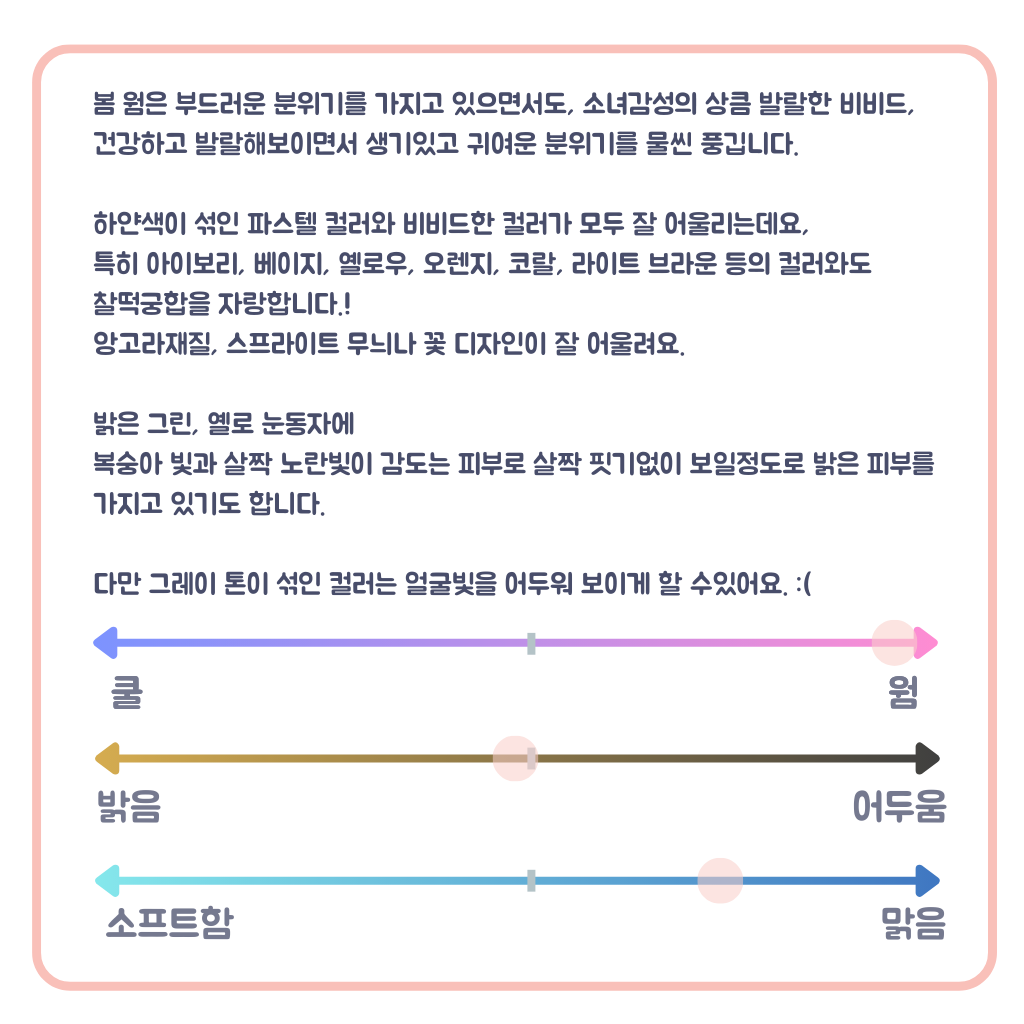 봄 웜은 부드러운 분위기를 가지고 있으면서도, 소녀감성의 상큼 발랄한 비비드,
건강하고 발랄해보이면서 생기있고 귀여운 분위기를 물씬 풍깁니다.
하얀색이 섞인 파스텔 컬러와 비비드한 컬러가 모두 잘 어울리는데요,
특히 아이보리, 베이지, 옐로우, 오렌지, 코랄, 라이트 브라운 등의 컬러와도
찰떡궁합을 자랑합니다.!
앙고라재질, 스프라이트 무늬나 꽃 디자인이 잘 어울려요.
밝은 그린, 옐로 눈동자에
복숭아 빛과 살짝 노란빛이 감도는 피부로 살짝 핏기없이 보일정도로 밝은 피부를
가지고 있기도 합니다.
다만 그레이 톤이 섞인 컬러는 얼굴빛을 어두워 보이게 할 수있어요. :(
쿨 웜
밝음 어두움
소프트함 맑음